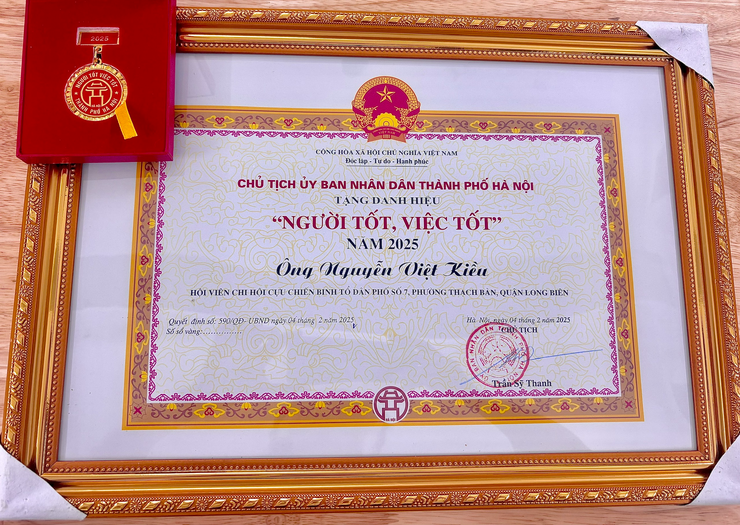 2025
NGƯỜI TỐT VIỆC TỐT
THÀNH PHỐ HÀ NỘI
CỘNG HÒA XÃ HỘI CHỦ NGHĨA VIỆT NAM
Độc lập - Tự do - Hạnh phúc
CHỦ TỊCH ỦY BAN NHÂN DÂN THÀNH PHỐ HÀ NỘI
TẶNG DANH HIỆU
“NGƯỜI TỐT, VIỆC TỐT”
NĂM 2025
Ông Nguyễn Việt Kiều
HỘI VIÊN CHI HỘI CỰU CHIẾN BINH TỔ DÂN PHỐ SỐ 7, PHƯỜNG THẠCH BÀN, QUẬN LONG BIÊN
Quyết định số: 590/QĐ- UBND ngày 04 tháng 2 năm 2025
Số sổ vàng:...............
Hà Nội, ngày 04 tháng 2 năm 2025
CHỦ TỊCH
Trần Sỹ Thanh
HÀ NỘI